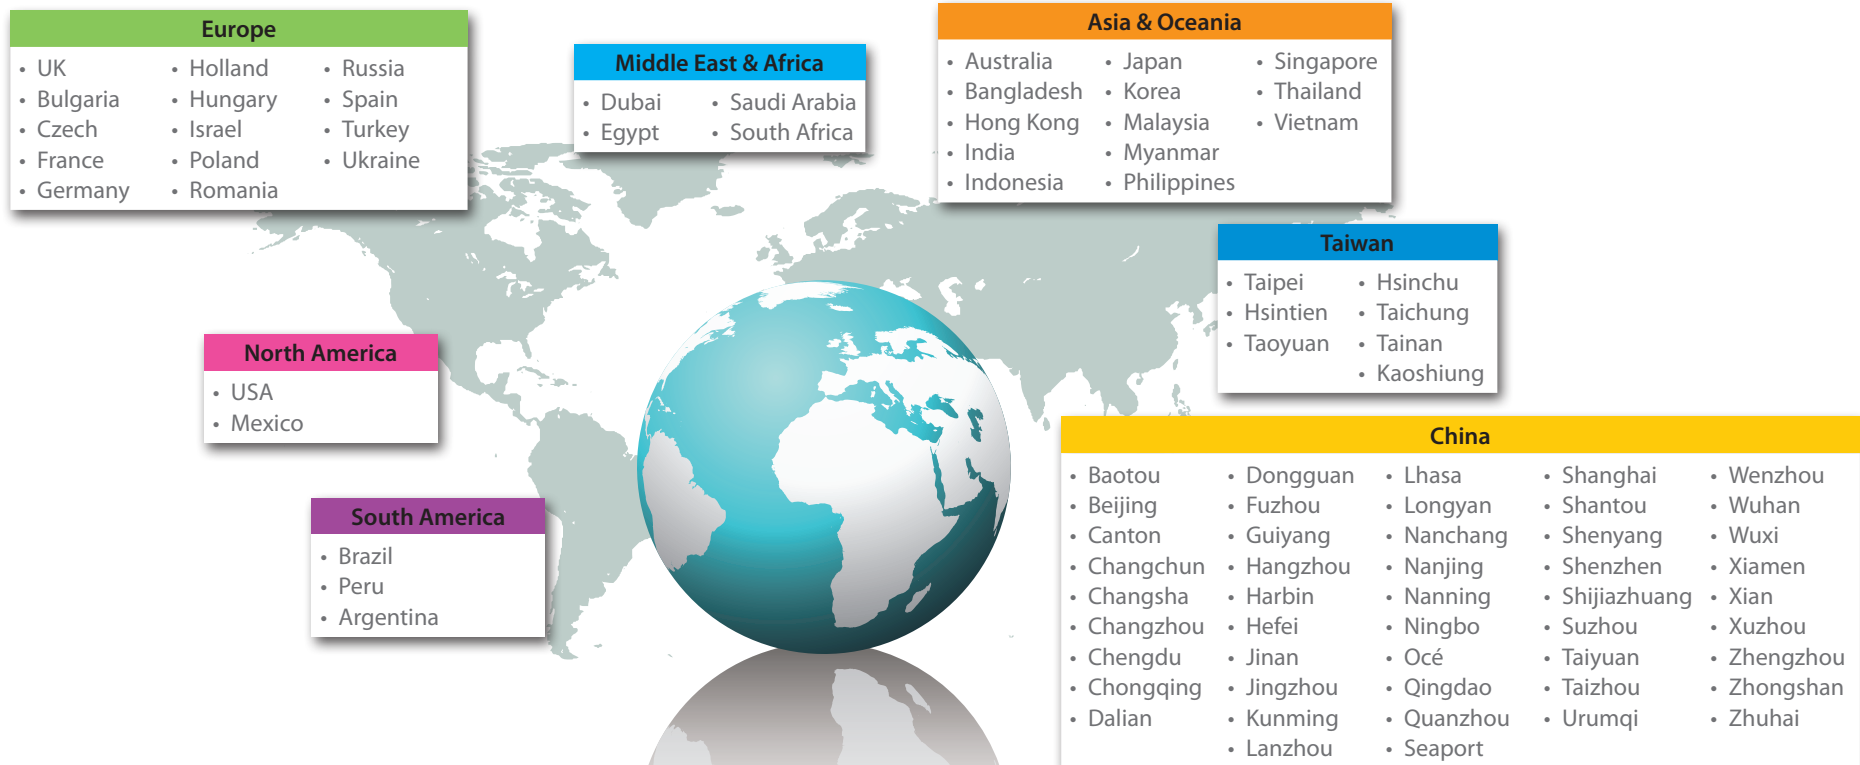 Europe
• UK
• Bulgaria
• Czech
• France
• Germany
• Holland
• Hungary
• Israel
• Poland
• Romania
• Russia
• Spain
• Turkey
• Ukraine
Middle East & Africa
• Dubai
• Egypt
• Saudi Arabia
• South Africa
Asia & Oceania
• Australia
• Bangladesh
• Hong Kong
• India
• Indonesia
• Japan
• Korea
• Malaysia
• Myanmar
• Philippines
• Singapore
• Thailand
• Vietnam
Taiwan
• Taipei
• Hsintien
• Taoyuan
• Hsinchu
• Taichung
• Tainan
• Kaoshiung
North America
• USA
• Mexico
South America
• Brazil
• Peru
• Argentina
China
• Baotou
• Beijing
• Canton
• Changchun
• Changsha
• Changzhou
• Chengdu
• Chongqing
• Dalian
• Dongguan
• Fuzhou
• Guiyang
• Hangzhou
• Harbin
• Hefei
• Jinan
• Jingzhou
• Kunming
• Lanzhou
• Lhasa
• Longyan
• Nanchang
• Nanjing
• Nanning
• Ningbo
• Océ
• Qingdao
• Quanzhou
• Seaport
• Shanghai
• Shantou
• Shenyang
• Shenzhen
• Shijiazhuang
• Suzhou
• Taiyuan
• Taizhou
• Urumqi
• Wenzhou
• Wuhan
• Wuxi
• Xiamen
• Xian
• Xuzhou
• Zhengzhou
• Zhongshan
• Zhuhai